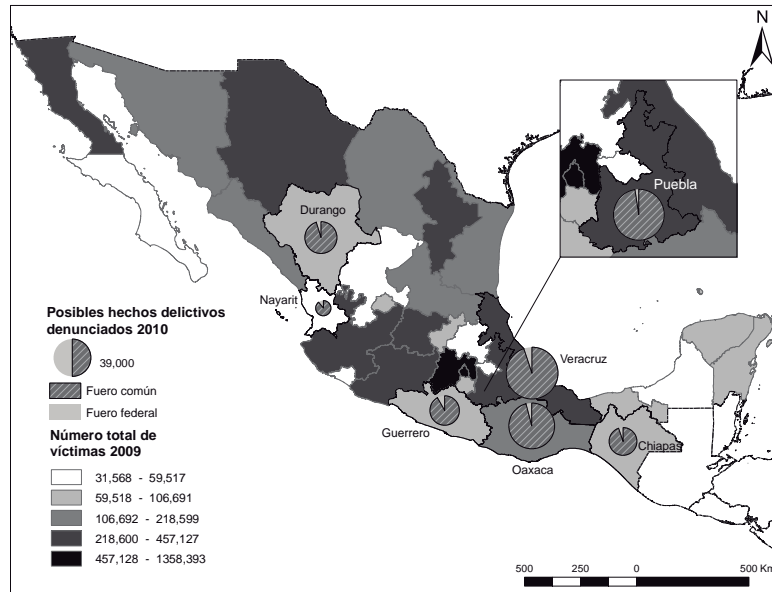 N
Puebla
Durango
Nayarit
Posibles hechos delictivos
denunciados 2010
39,000
Fuero común
Fuero federal
Veracruz
Guerrero
Chiapas
Oaxaca
Número total de
víctimas 2009
31,568 - 59,517
59,518 - 106,691
106,692 - 218,599
218,600 - 457,127
457,128 - 1358,393
500 250 0 500 Km